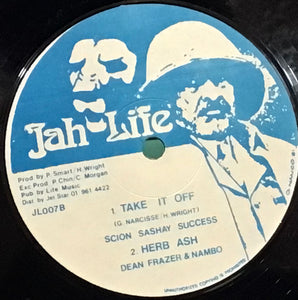 Jah Life
Prod by P. Smart/H. Wright
Exc Prod P. Chin/C. Morgan
Pub by Life Music
Dist by Jet Star 01 961 4422
JL007B
1. TAKE IT OFF
(G. NARCISSE/H. WRIGHT)
SCION SASHAY SUCCESS
2. HERB ASH
DEAN FRAZER & NAMBO
UNAUTHORISED COPYING IS PROHIBITED